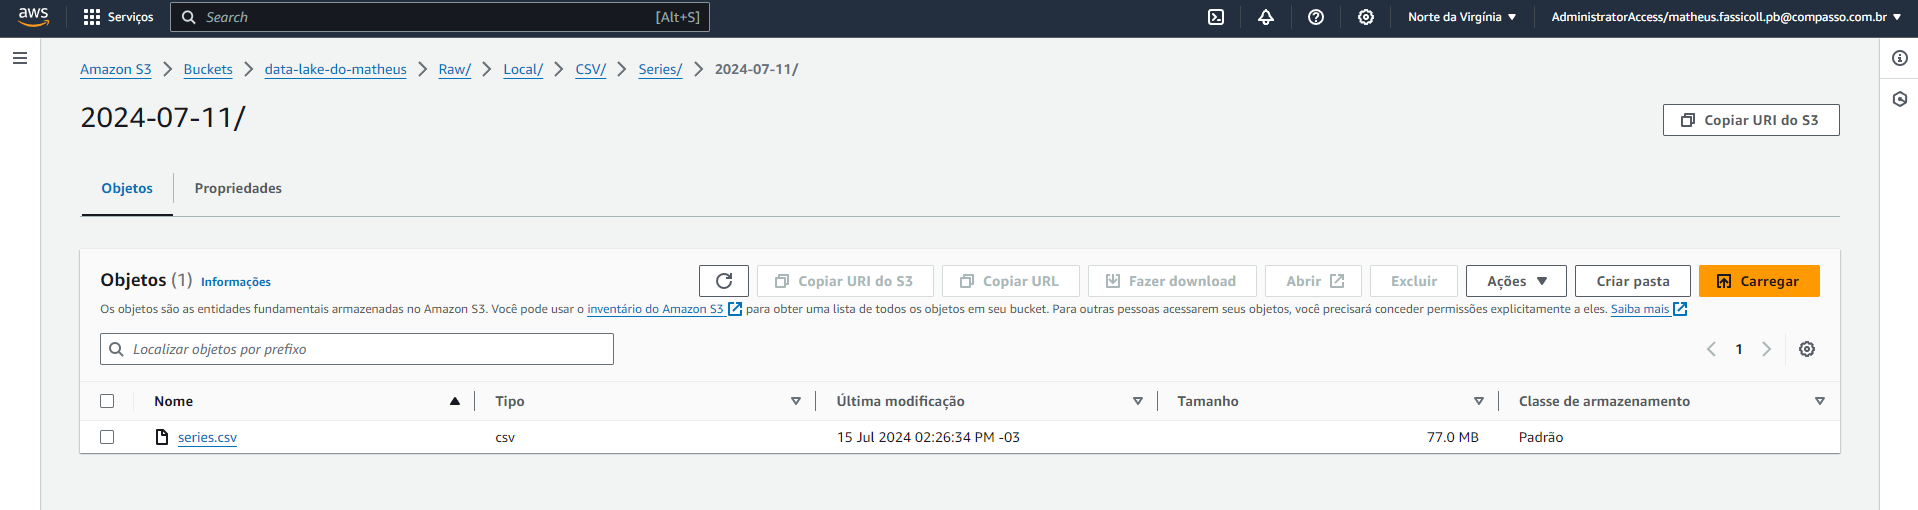 aws Serviços Search [Alt+S] Norte da Virgínia AdministratorAccess/matheus.fassicoll.pb@compasso.com.br
Amazon S3 Buckets data-lake-do-matheus Raw/ Local/ CSV/ Series/ 2024-07-11/
2024-07-11/
Copiar URI do S3
Objetos Propriedades
Objetos (1) Informações Copiar URI do S3 Copiar URL Fazer download Abrir Excluir Ações Criar pasta Carregar
Os objetos são as entidades fundamentais armazenadas no Amazon S3. Você pode usar o inventário do Amazon S3 para obter uma lista de todos os objetos em seu bucket. Para outras pessoas acessarem seus objetos, você precisará conceder permissões explicitamente a eles. Saiba mais
Localizar objetos por prefixo 1
Nome Tipo Última modificação Tamanho Classe de armazenamento
series.csv csv 15 Jul 2024 02:26:34 PM -03 77.0 MB Padrão